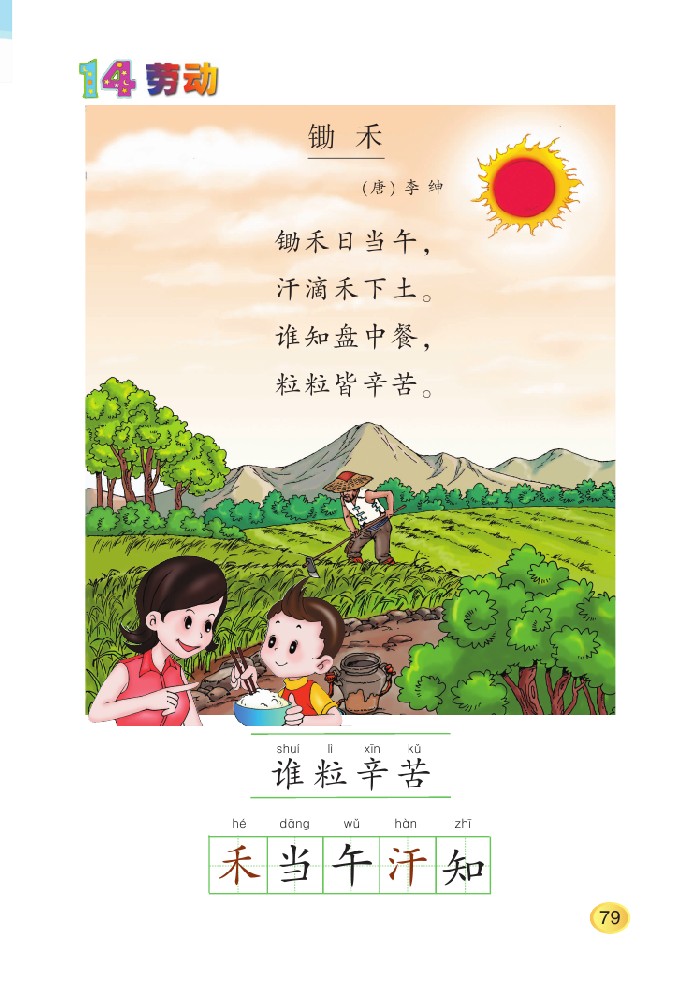 14 劳动
锄禾
(唐)李绅
锄禾日当午，
汗滴禾下土。
谁知盘中餐，
粒粒皆辛苦。
shuí lì xīn kǔ
谁粒辛苦
hé dāng wǔ hàn zhī
禾当午汗知
79